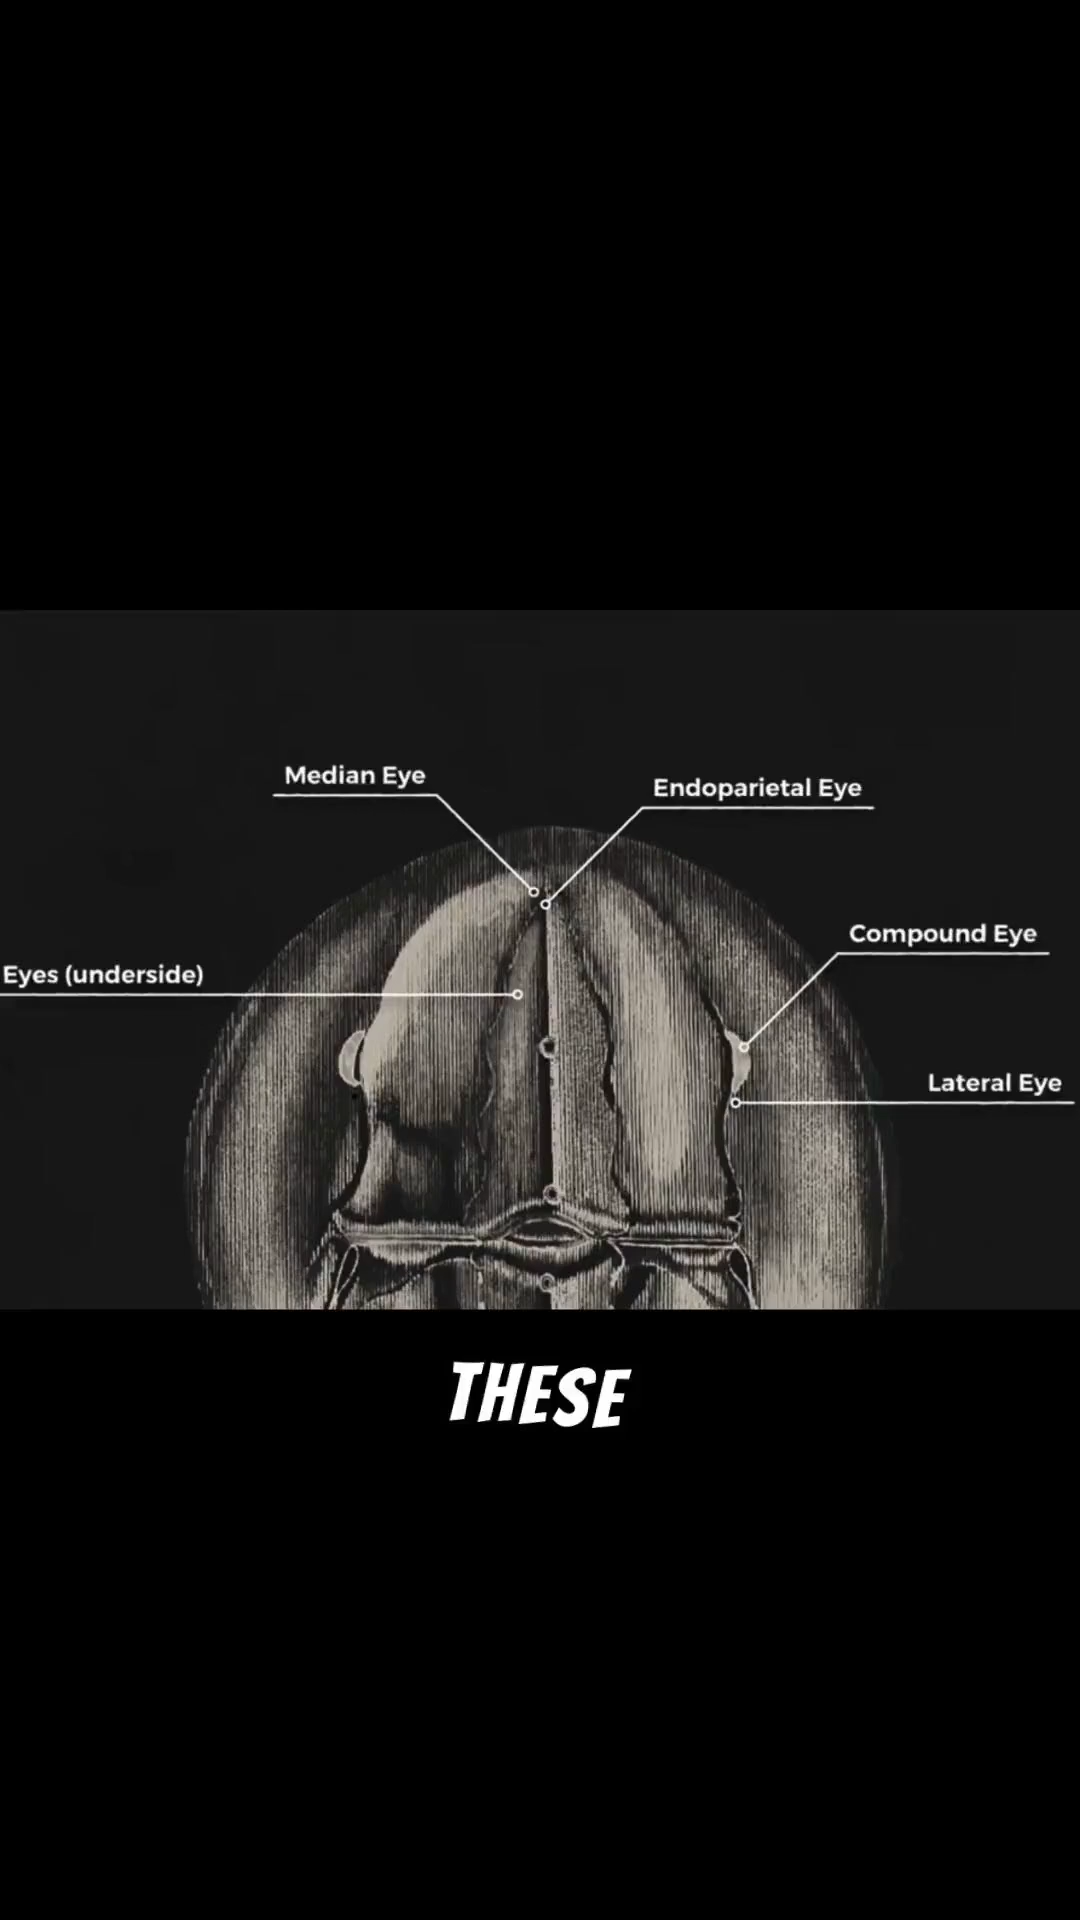 Median Eye
Endoparietal Eye
Compound Eye
Eyes (underside)
Lateral Eye
THESE